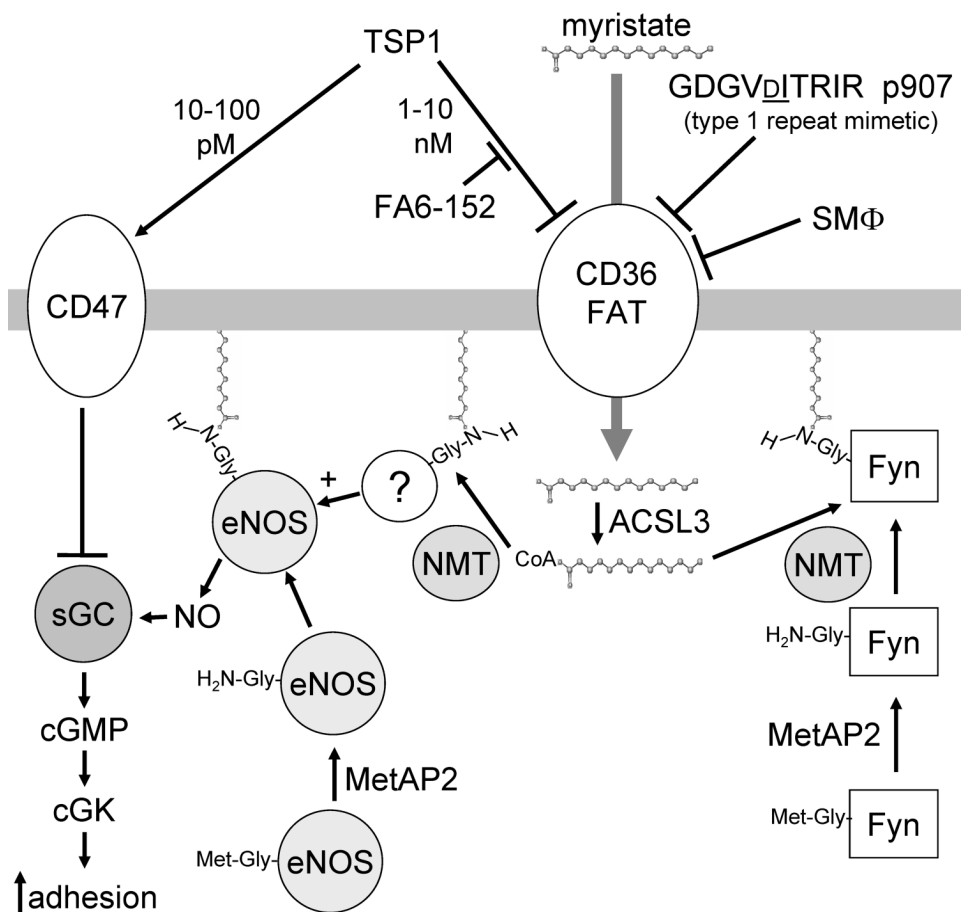 myristate
TSP1
GDGVDITRIR p907
(type 1 repeat mimetic)
10-100
pM
1-10
nM
FA6-152
SMΦ
CD47
CD36
FAT
H
N
Gly
Gly
N
H
H
N
Gly
Fyn
+
?
eNOS
ACSL3
NMT
CoA
NMT
sGC
NO
H2N-Gly
eNOS
H2N-Gly
Fyn
cGMP
MetAP2
MetAP2
cGK
Met-Gly
eNOS
Met-Gly
Fyn
adhesion